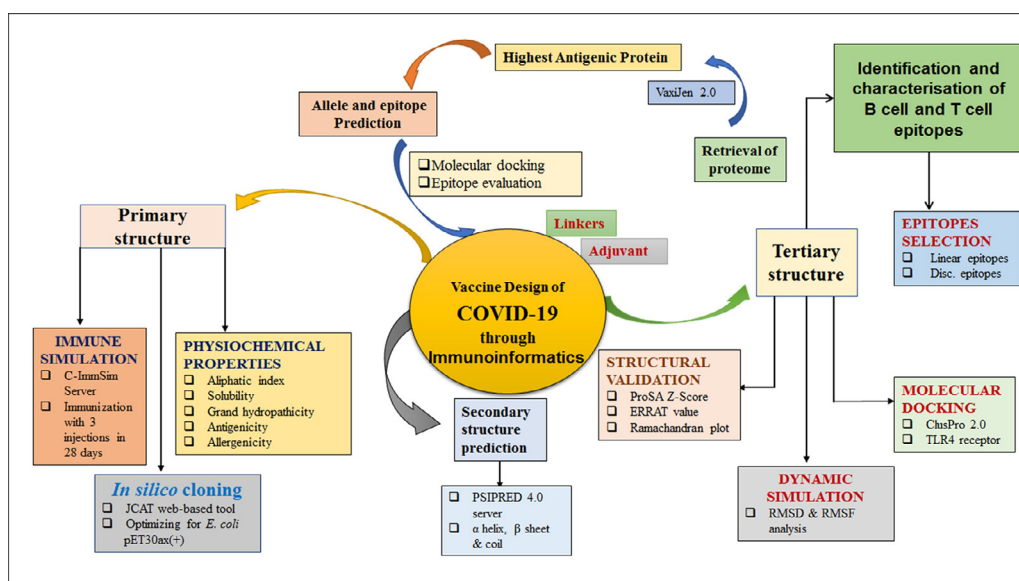 Highest Antigenic Protein
VaxiJen 2.0
Retrieval of
proteome
Allele and epitope
Prediction
❑Molecular docking
❑Epitope evaluation
Linkers
Adjuvant
Vaccine Design of
COVID-19
through
Immunoinformatics
Primary
structure
IMMUNE
SIMULATION
❑ C-ImmSim
Server
❑ Immunization
with 3
injections in
28 days
PHYSIOCHEMICAL
PROPERTIES
❑ Aliphatic index
❑ Solubility
❑ Grand hydropathicity
❑ Antigenicity
❑ Allergenicity
In silico cloning
❑ JCAT web-based tool
❑ Optimizing for E. coli
pET30ax(+)
Secondary
structure
prediction
❑ PSIPRED 4.0
server
❑ α helix, β sheet
& coil
Tertiary
structure
Identification and
characterisation of
B cell and T cell
epitopes
EPITOPES
SELECTION
❑ Linear epitopes
❑ Disc. epitopes
STRUCTURAL
VALIDATION
❑ ProSA Z-Score
❑ ERRAT value
❑ Ramachandran plot
MOLECULAR
DOCKING
❑ ClusPro 2.0
❑ TLR4 receptor
DYNAMIC
SIMULATION
❑ RMSD & RMSF
analysis